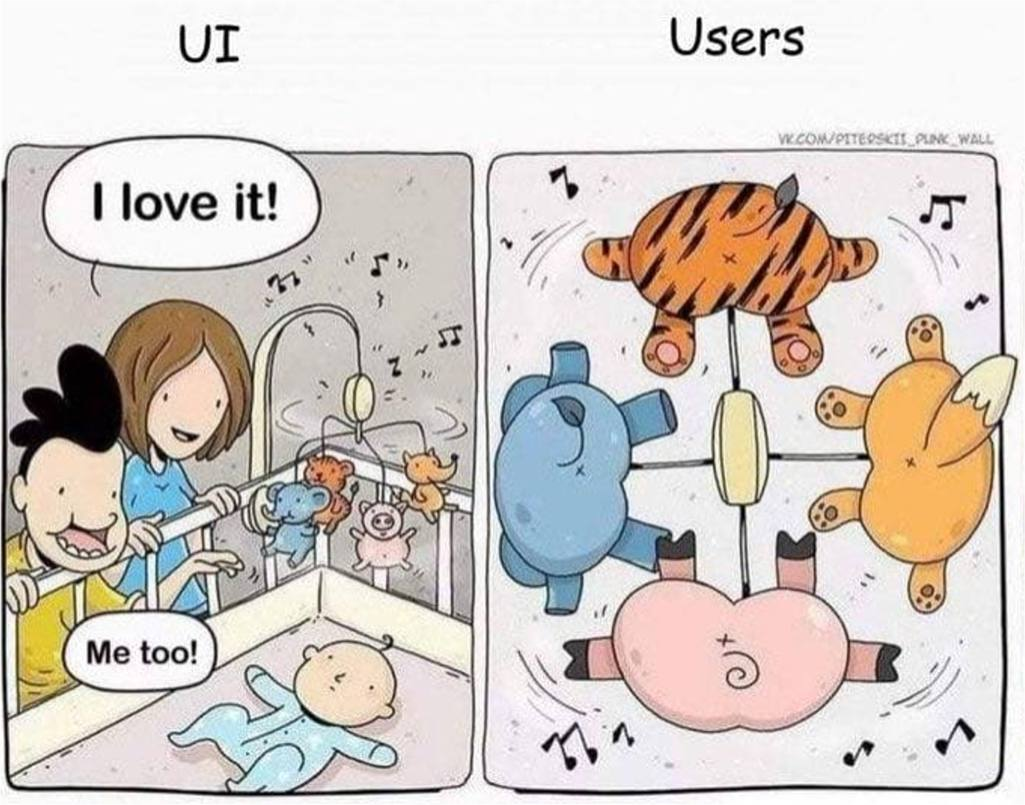 UI
Users
VK.COM/PITERSKII_PUNK_WALL
I love it!
Me too!